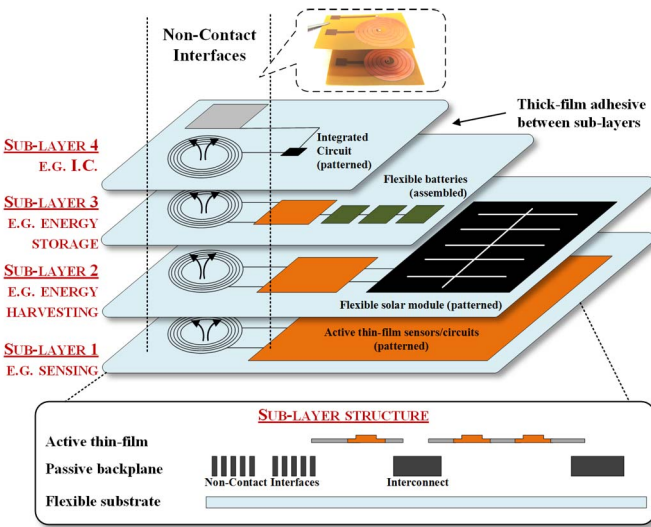 Non-Contact
Interfaces
Thick-film adhesive
between sub-layers
SUB-LAYER 4
E.G. I.C.
Integrated
Circuit
(patterned)
SUB-LAYER 3
E.G. ENERGY
STORAGE
Flexible batteries
(assembled)
SUB-LAYER 2
E.G. ENERGY
HARVESTING
Flexible solar module (patterned)
SUB-LAYER 1
E.G. SENSING
Active thin-film sensors/circuits
(patterned)
SUB-LAYER STRUCTURE
Active thin-film
Passive backplane
Non-Contact Interfaces
Interconnect
Flexible substrate